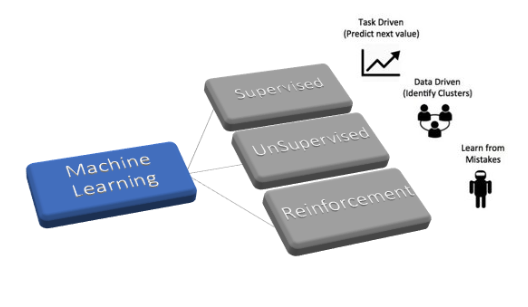 Task Driven
(Predict next value)
Supervised
Data Driven
(Identify Clusters)
UnSupervised
Machine
Learning
Learn from
Mistakes
Reinforcement